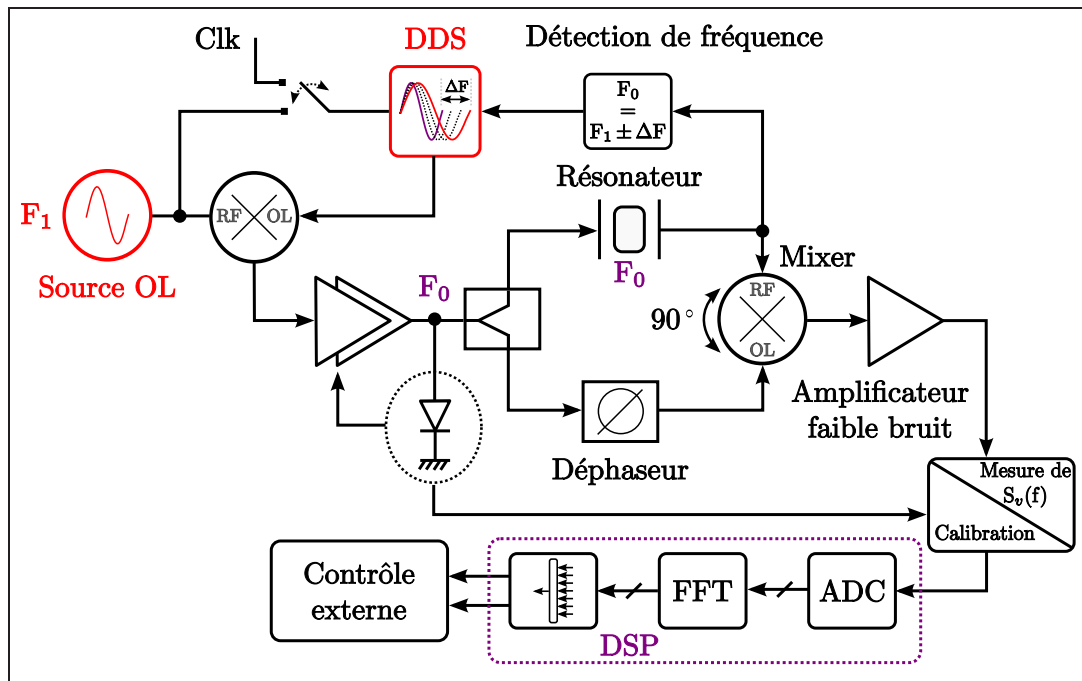 Clk
DDS
Détection de fréquence
ΔF
F₀
=
F₁ ± ΔF
Résonateur
F₁
RF
OL
F₀
Mixer
Source OL
F₀
RF
90°
OL
Amplificateur
faible bruit
Déphaseur
Mesure de
Sᵥ(f)
Calibration
Contrôle
externe
FFT
ADC
DSP